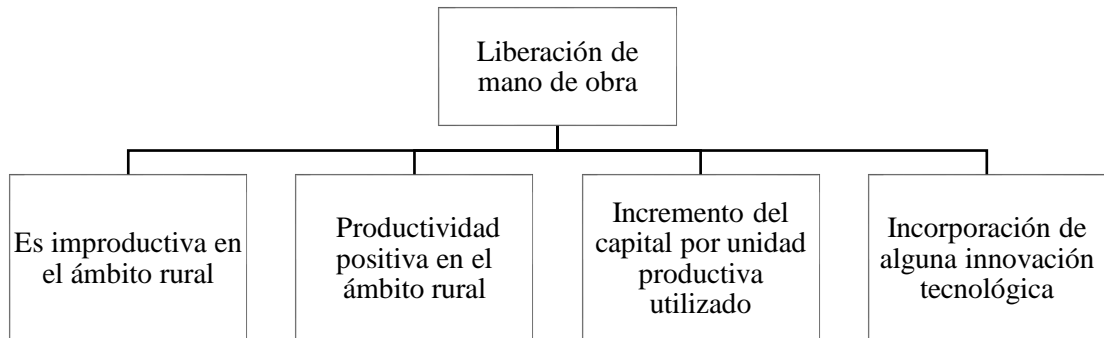 Liberación de
mano de obra
Es improductiva en
el ámbito rural
Productividad
positiva en el
ámbito rural
Incremento del
capital por unidad
productiva
utilizado
Incorporación de
alguna innovación
tecnológica